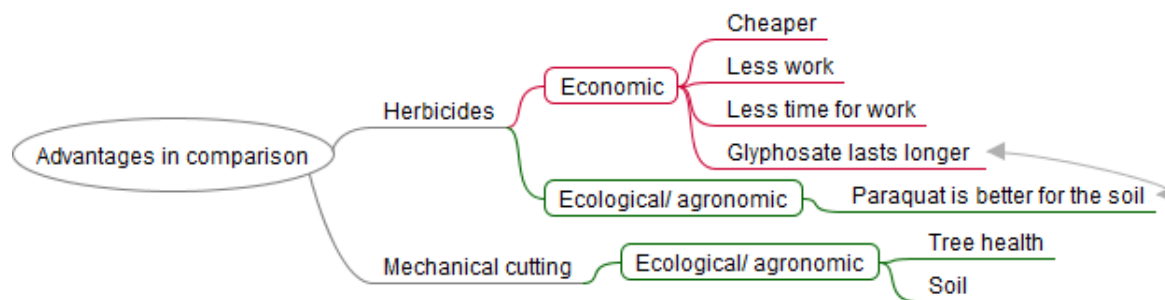 Advantages in comparison
Herbicides
Economic
Cheaper
Less work
Less time for work
Glyphosate lasts longer
Ecological/ agronomic
Paraquat is better for the soil
Mechanical cutting
Ecological/ agronomic
Tree health
Soil